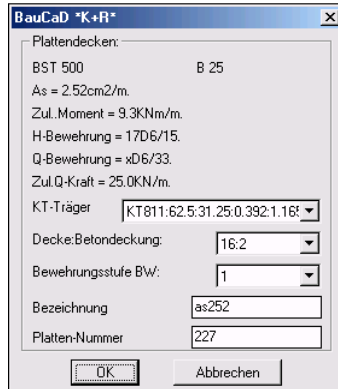 BauCaD *K+R*
Plattendecken:
BST 500 B 25
As = 2.52cm2/m.
Zul..Moment = 9.3KNm/m.
H-Bewehrung = 17D6/15.
Q-Bewehrung = xD6/33.
Zul.Q-Kraft = 25.0KN/m.
KT-Träger KT811:62.5:31.25:0.392:1.165
Decke:Betondeckung: 16:2
Bewehrungsstufe BW: 1
Bezeichnung as252
Platten-Nummer 227
OK Abbrechen